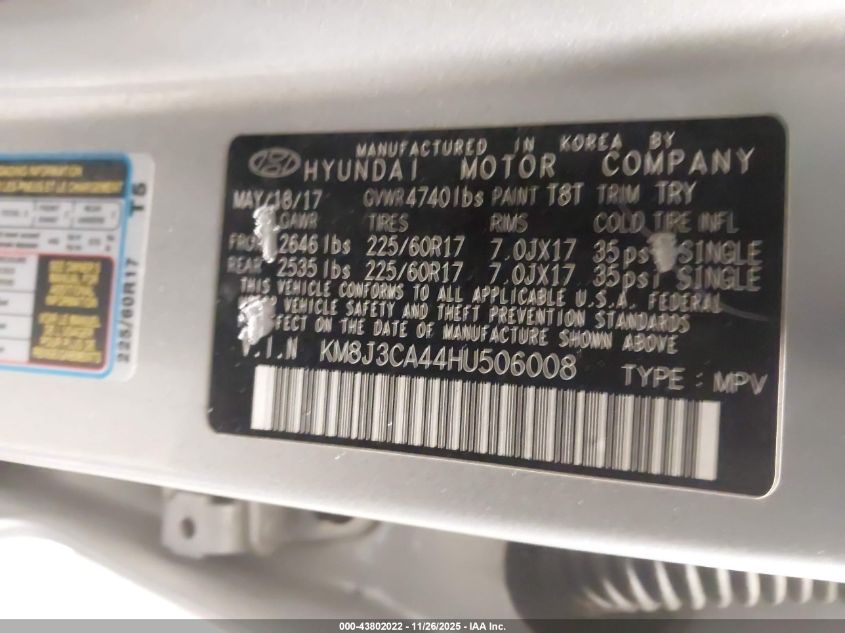 MANUFACTURED IN KOREA BY
HYUNDAI MOTOR COMPANY
MAY/18/17 GVWR 4740lbs PAINT T8T TRIM TRY
GAWR TIRES RIMS COLD TIRE INFL
2646 lbs 225/60R17 7.0JX17 35psi SINGLE
REAR 2535 lbs 225/60R17 7.0JX17 35psi SINGLE
THIS VEHICLE CONFORMS TO ALL APPLICABLE U.S.A. FEDERAL
VEHICLE SAFETY AND THEFT PREVENTION STANDARDS
EFFECT ON THE DATE OF MANUFACTURE SHOWN ABOVE
V.I.N KM8J3CA44HU506008 TYPE : MPV
225/60R17
000-43802022 - 11/26/2025 - IAA Inc.